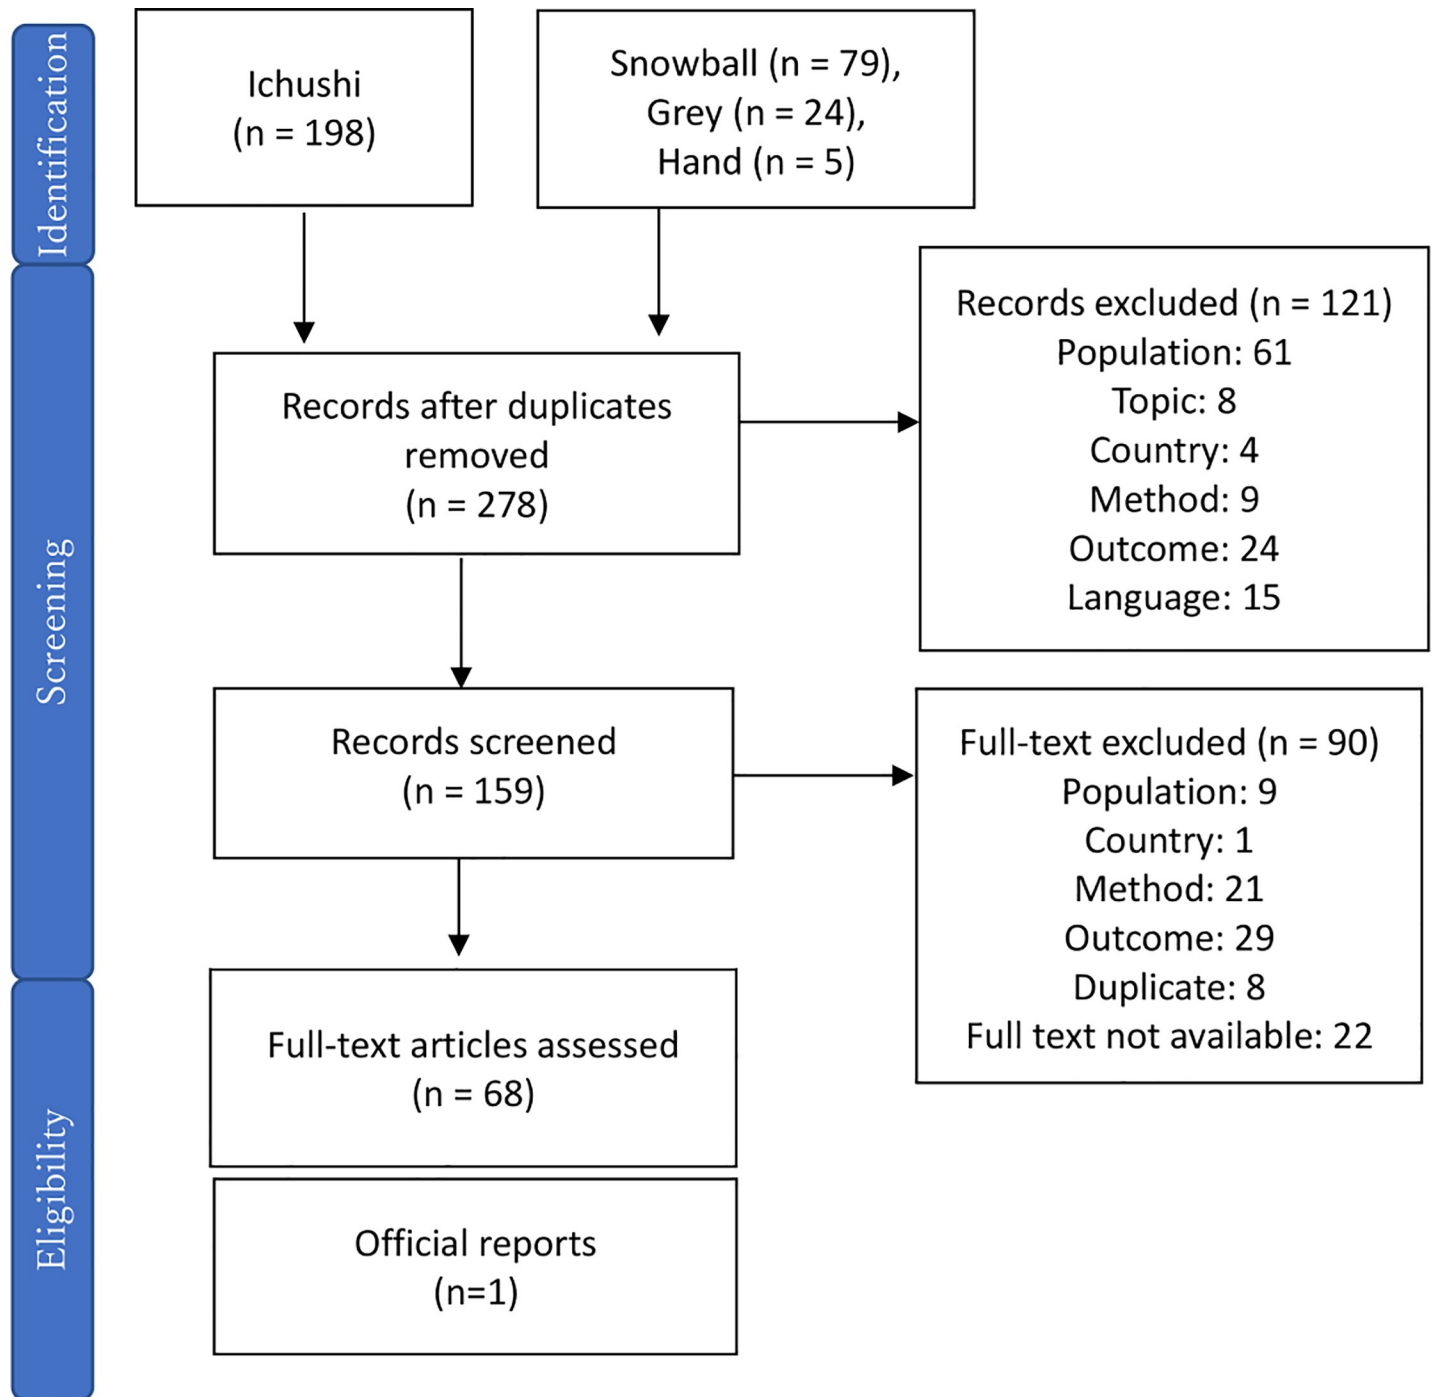 Identification
Ichushi
(n = 198)
Snowball (n = 79),
Grey (n = 24),
Hand (n = 5)
Screening
Records after duplicates
removed
(n = 278)
Records excluded (n = 121)
Population: 61
Topic: 8
Country: 4
Method: 9
Outcome: 24
Language: 15
Records screened
(n = 159)
Full-text excluded (n = 90)
Population: 9
Country: 1
Method: 21
Outcome: 29
Duplicate: 8
Full text not available: 22
Eligibility
Full-text articles assessed
(n = 68)
Official reports
(n=1)